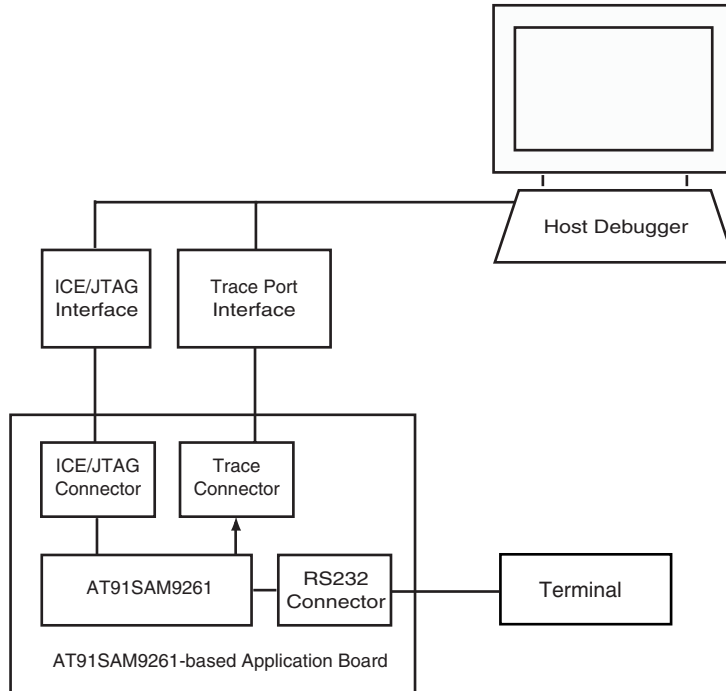 Host Debugger
ICE/JTAG
Interface
Trace Port
Interface
ICE/JTAG
Connector
Trace
Connector
AT91SAM9261
RS232
Connector
Terminal
AT91SAM9261-based Application Board